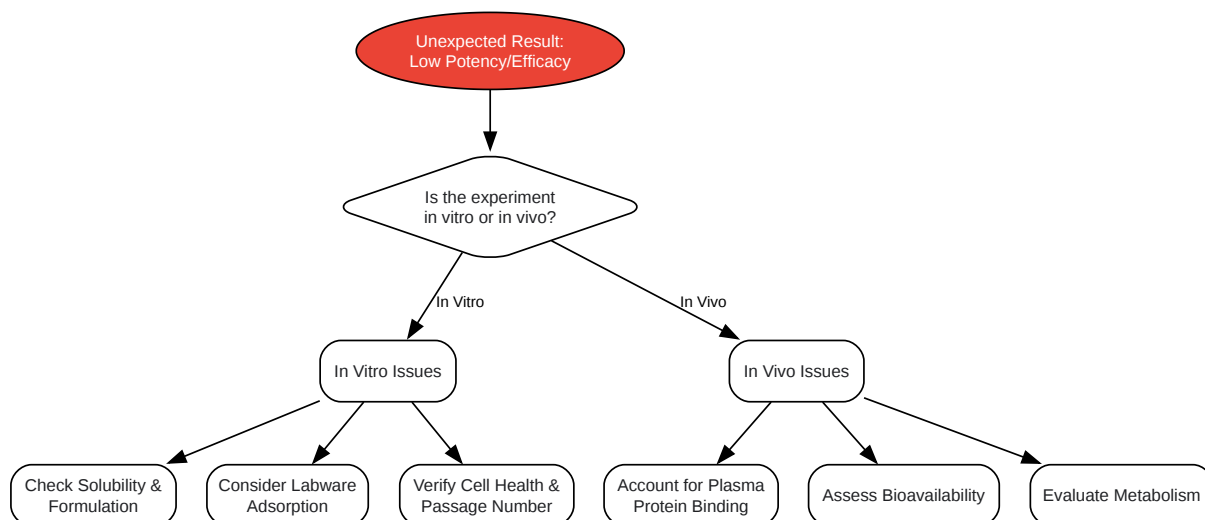 Unexpected Result:
Low Potency/Efficacy
Is the experiment
in vitro or in vivo?
In Vitro
In Vivo
In Vitro Issues
In Vivo Issues
Check Solubility &
Formulation
Consider Labware
Adsorption
Verify Cell Health &
Passage Number
Account for Plasma
Protein Binding
Assess Bioavailability
Evaluate Metabolism